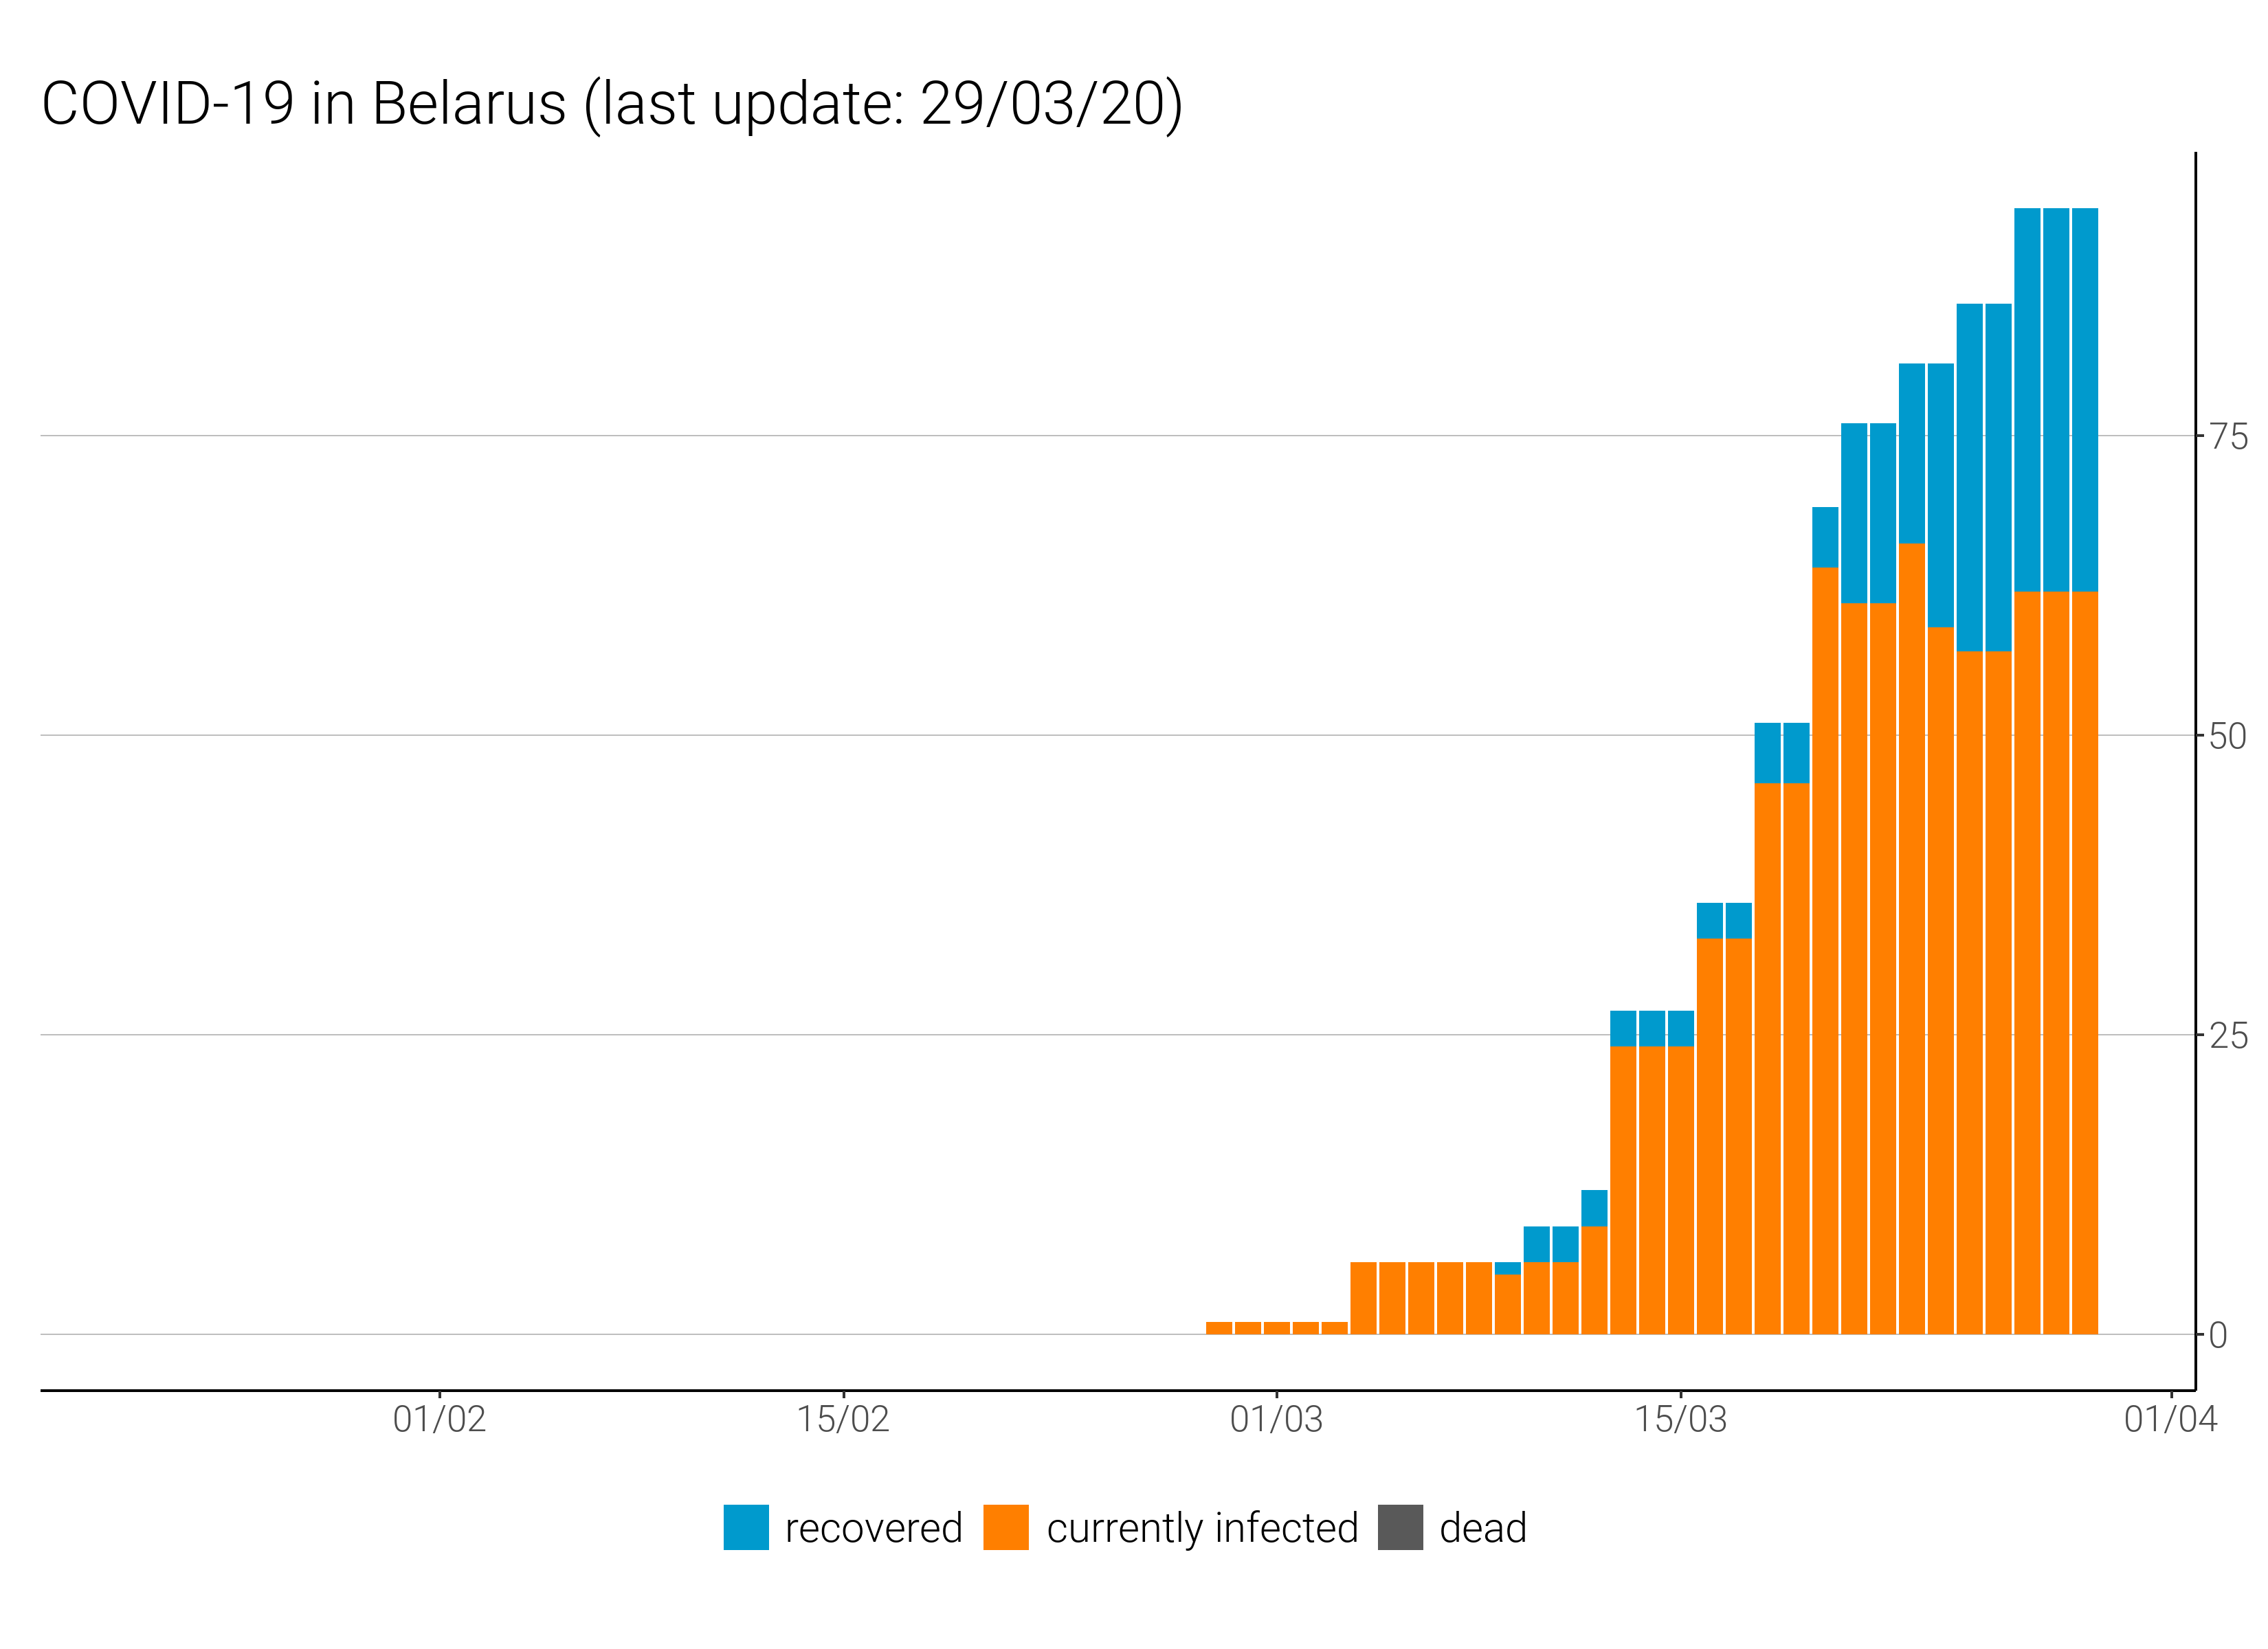 COVID-19 in Belarus (last update: 29/03/20)
75
50
25
0
01/02 15/02 01/03 15/03 01/04
recovered currently infected dead